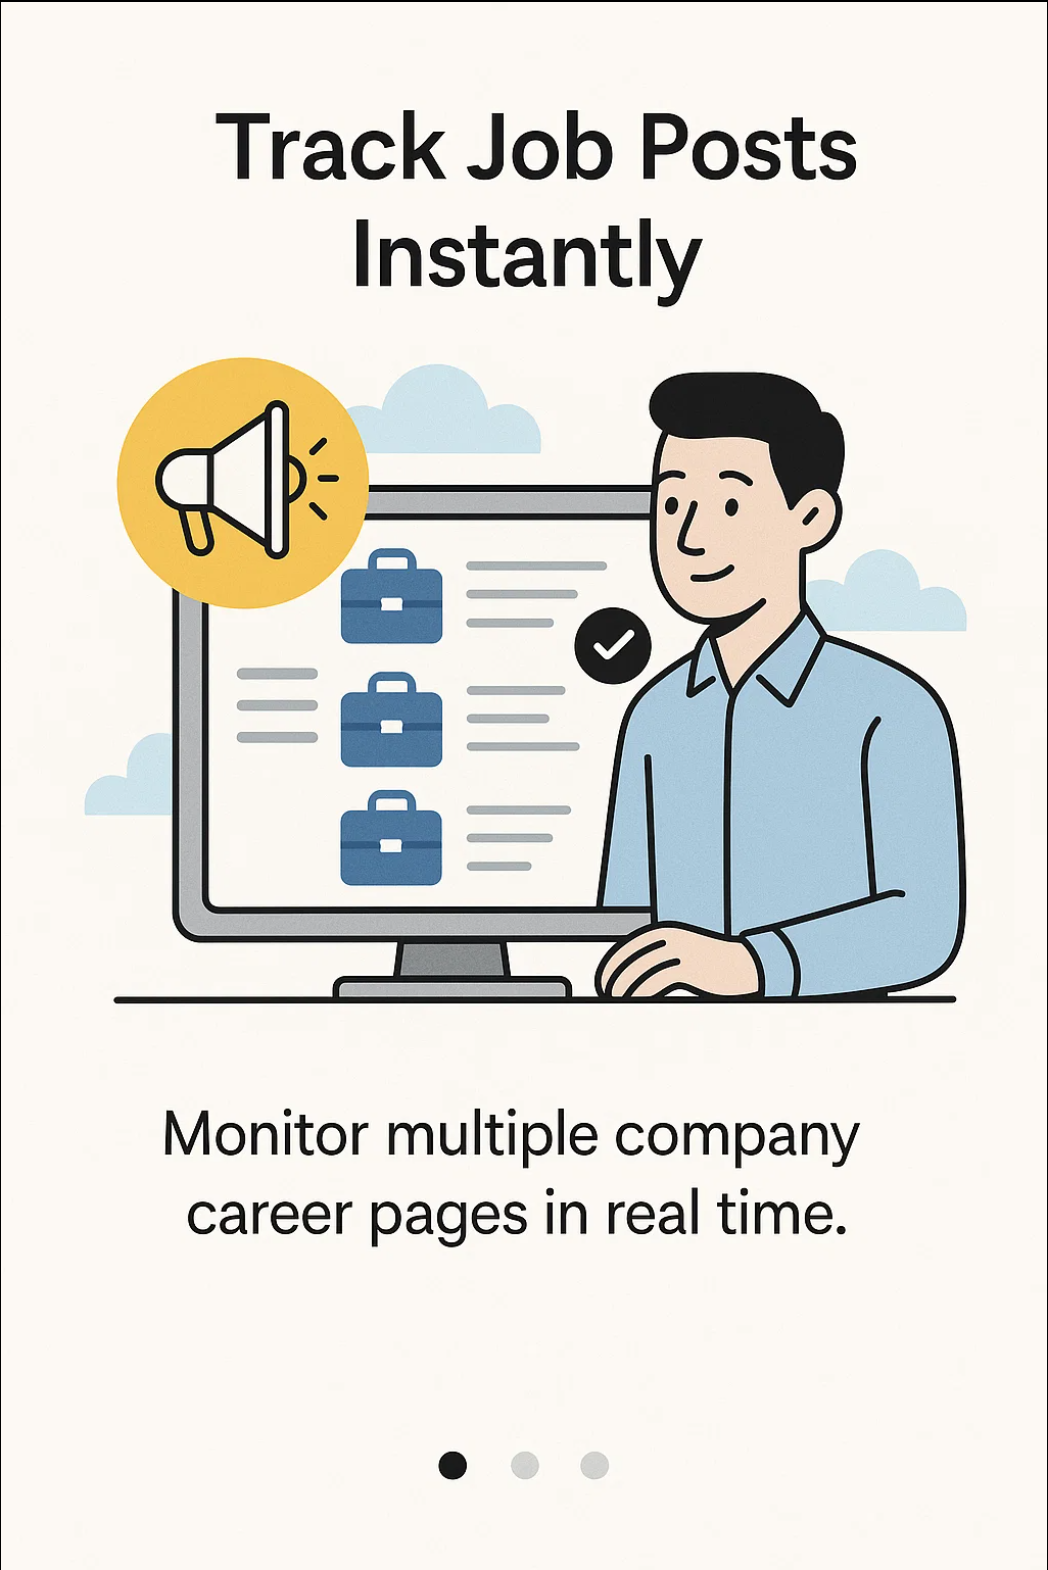 Track Job Posts
Instantly
Monitor multiple company
career pages in real time.